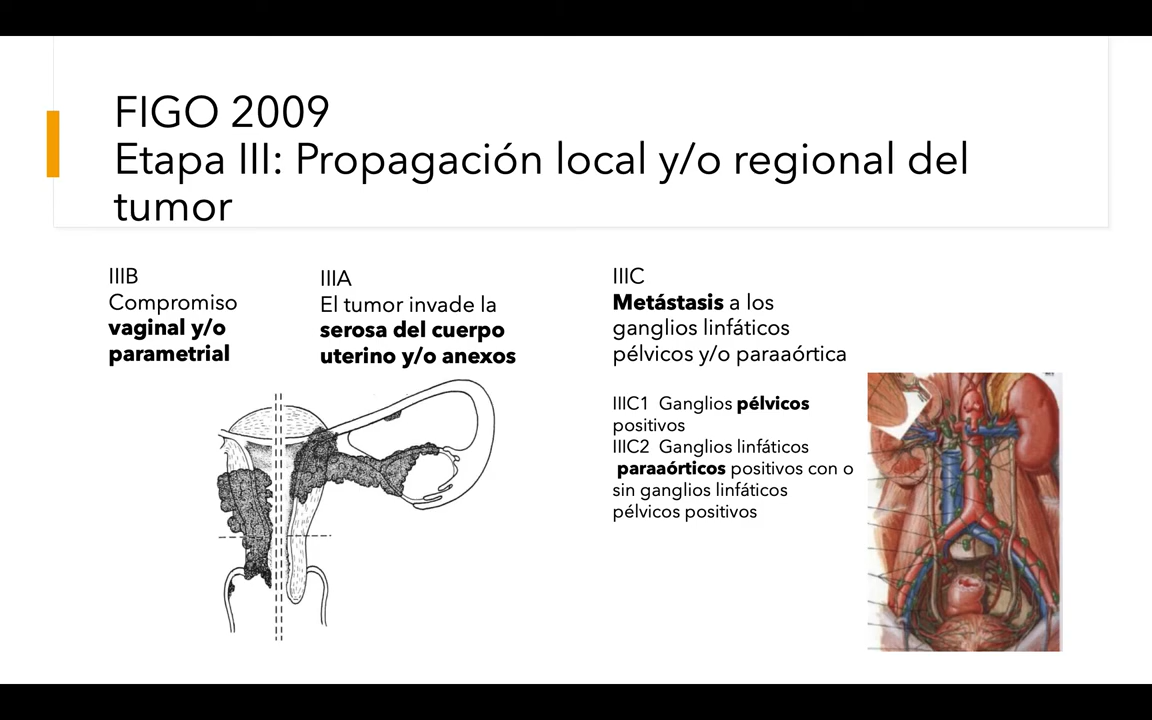 FIGO 2009
Etapa III: Propagación local y/o regional del
tumor
IIIB
Compromiso
vaginal y/o
parametrial
IIIA
El tumor invade la
serosa del cuerpo
uterino y/o anexos
IIIC
Metástasis a los
ganglios linfáticos
pélvicos y/o paraaórtica
IIIC1 Ganglios pélvicos
positivos
IIIC2 Ganglios linfáticos
paraaórticos positivos con o
sin ganglios linfáticos
pélvicos positivos